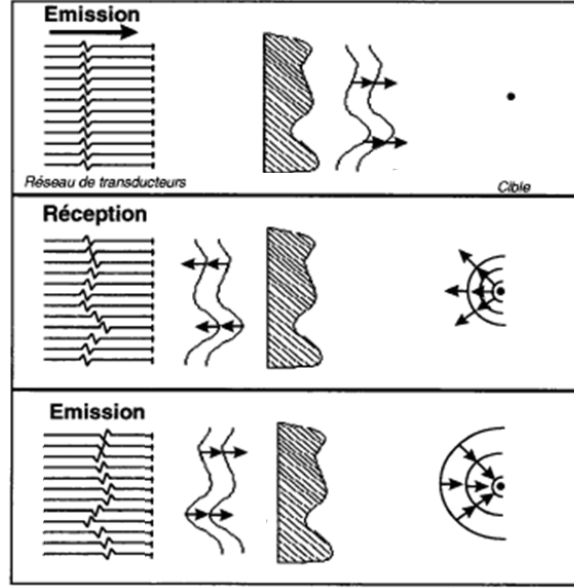 Emission
Réseau de transducteurs
Cible
Réception
Emission